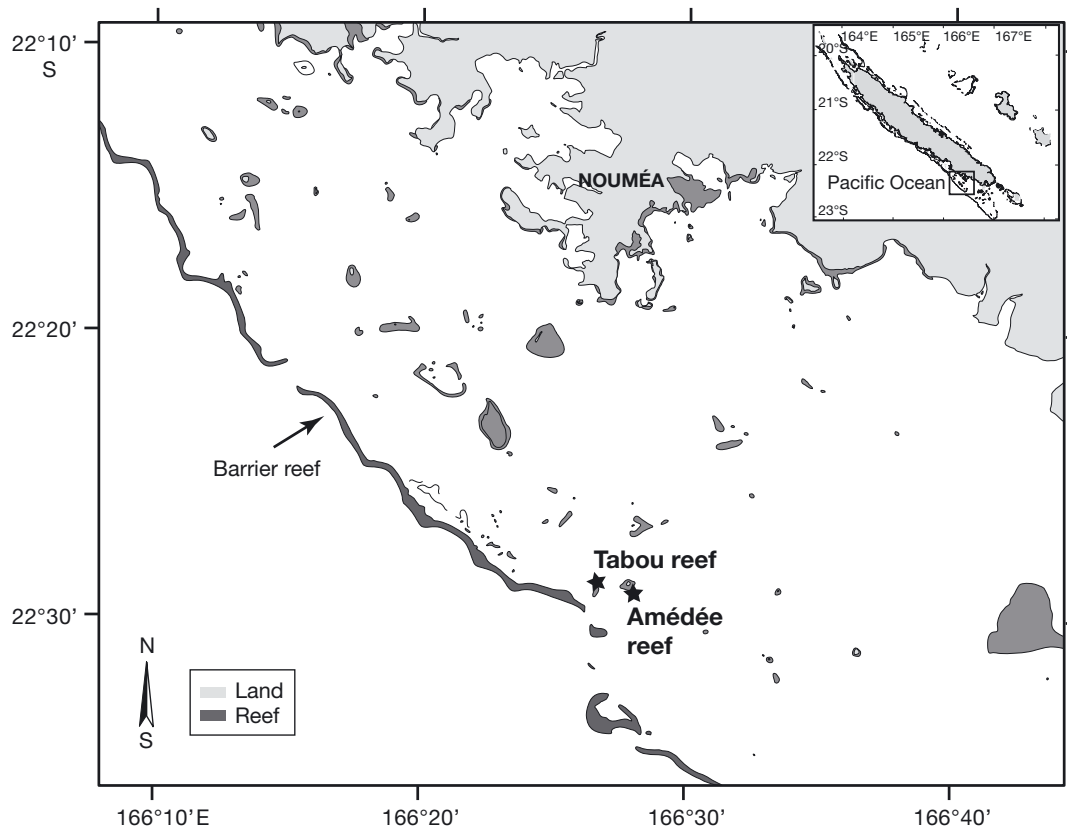 22°10'
S
22°20'
22°30'
164°E 165°E 166°E 167°E
20°S
21°S
22°S
23°S
Pacific Ocean
NOUMÉA
Barrier reef
Tabou reef
Amédée
reef
N
S
Land
Reef
166°10'E 166°20' 166°30' 166°40'